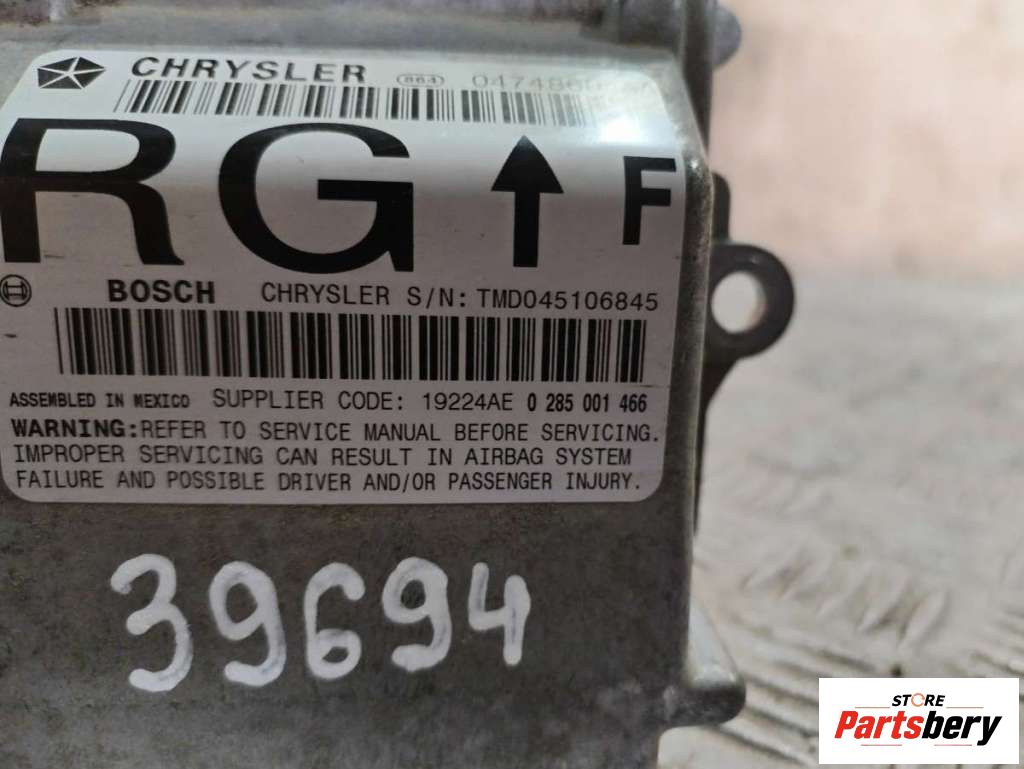 CHRYSLER 864
RG F
BOSCH CHRYSLER S/N: TMD045106845
ASSEMBLED IN MEXICO SUPPLIER CODE: 19224AE 0 285 001 466
WARNING:REFER TO SERVICE MANUAL BEFORE SERVICING.
IMPROPER SERVICING CAN RESULT IN AIRBAG SYSTEM
FAILURE AND POSSIBLE DRIVER AND/OR PASSENGER INJURY.
39694
STORE
Partsbery